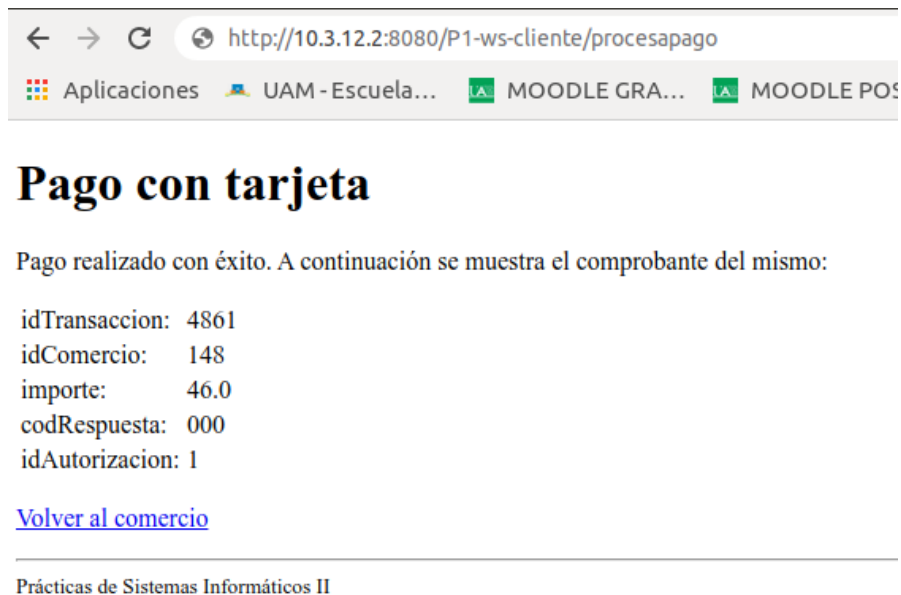 http://10.3.12.2:8080/P1-ws-cliente/procesapago
Aplicaciones UAM - Escuela... MOODLE GRA... MOODLE POS
Pago con tarjeta
Pago realizado con éxito. A continuación se muestra el comprobante del mismo:
idTransaccion: 4861
idComercio: 148
importe: 46.0
codRespuesta: 000
idAutorizacion: 1
Volver al comercio
Prácticas de Sistemas Informáticos II